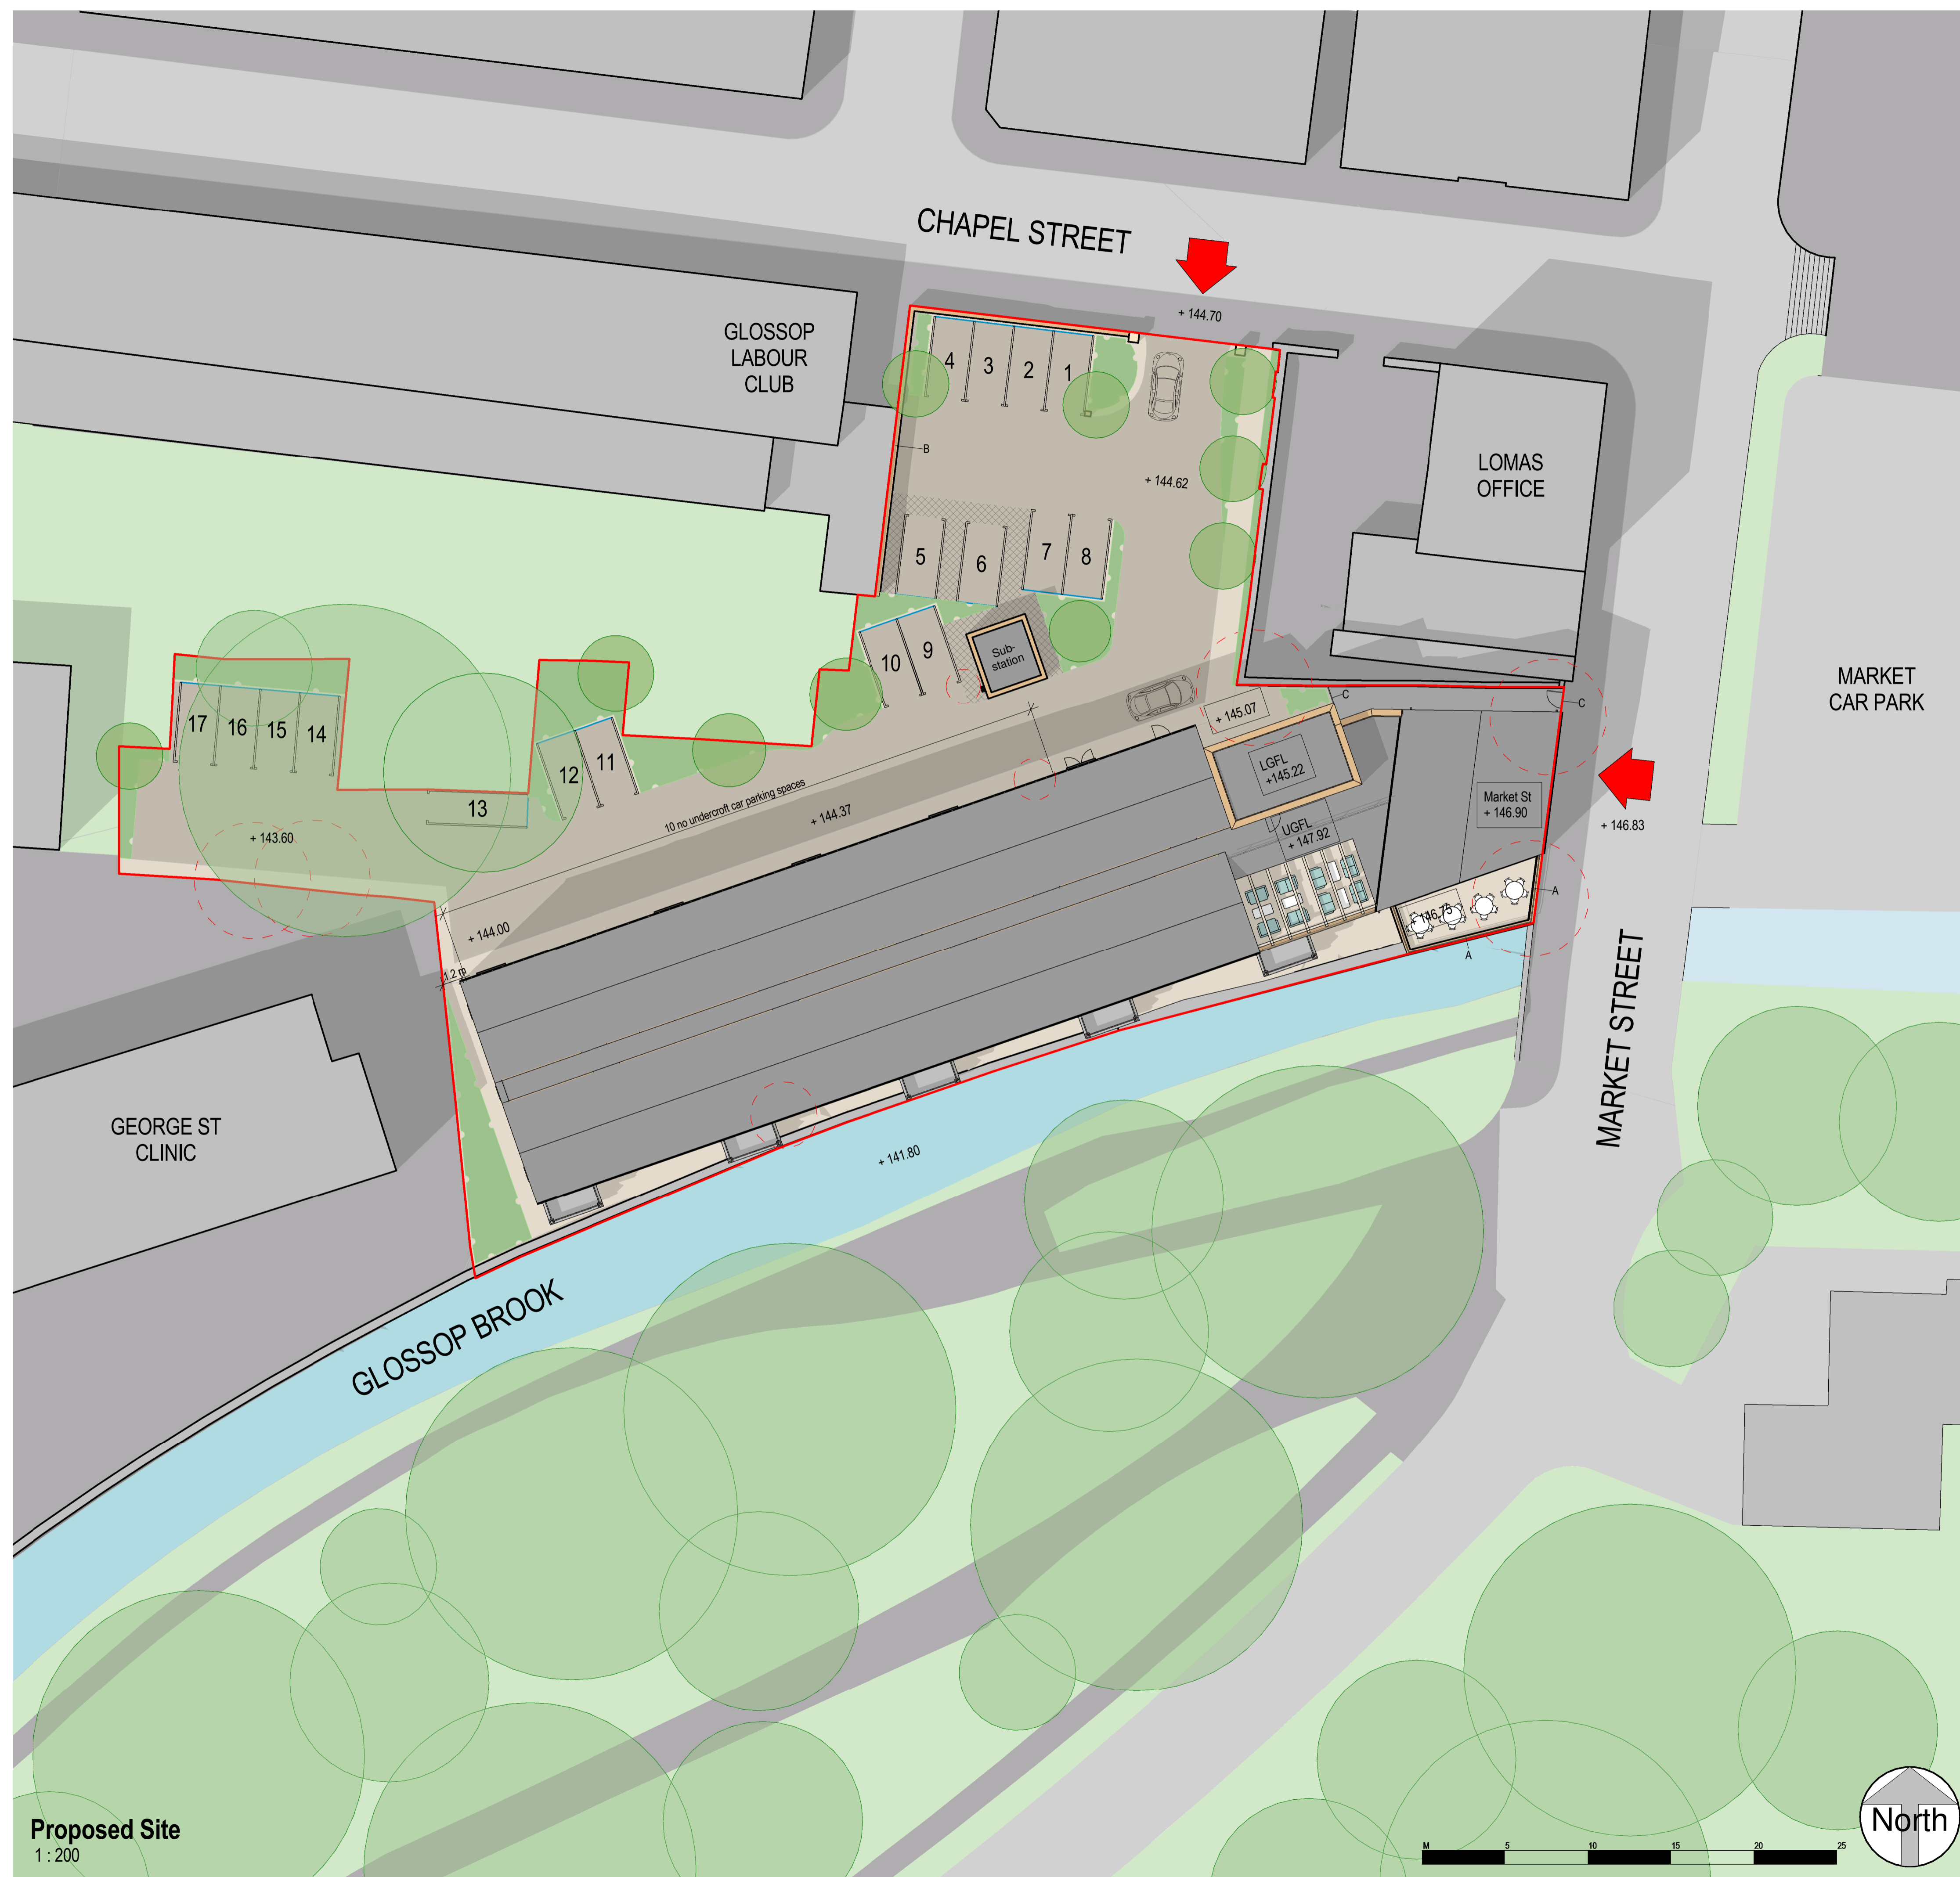 CHAPEL STREET
+ 144.70
GLOSSOP
LABOUR
CLUB
4
3
2
1
B
+ 144.62
LOMAS
OFFICE
5
6
7
8
10
9
Sub-
station
MARKET
CAR PARK
17
16
15
14
13
12
11
10 no undercroft car parking spaces
+ 144.37
+ 143.60
+ 144.00
1.2 m
+ 145.07
C
C
LGFL
+145.22
UGFL
+ 147.92
Market St
+ 146.90
+ 146.83
+ 146.75
A
A
MARKET STREET
GEORGE ST
CLINIC
+ 141.80
GLOSSOP BROOK
Proposed Site
1 : 200
M 5 10 15 20 25
North